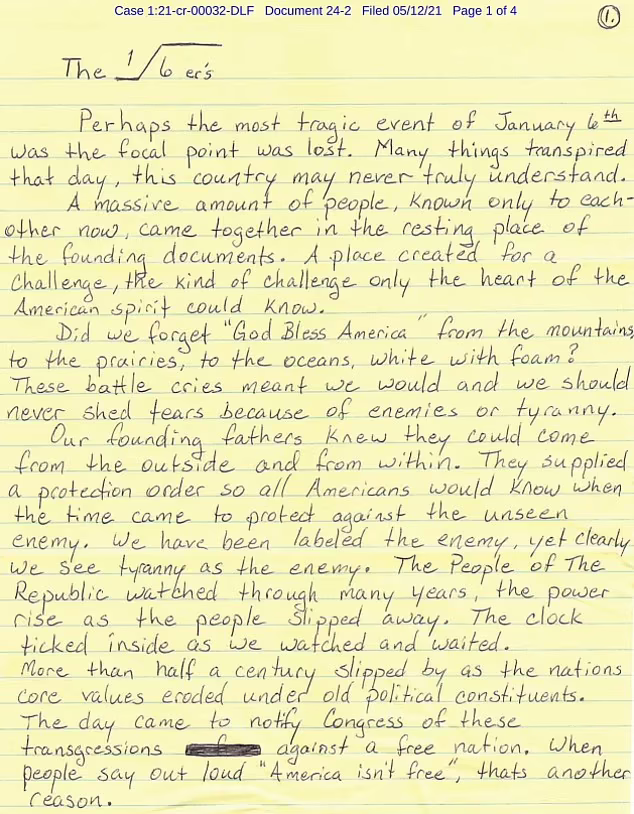 Case 1:21-cr-00032-DLF Document 24-2 Filed 05/12/21 Page 1 of 4
1.
The 1/6 er's
Perhaps the most tragic event of January 6th
was the focal point was lost. Many things transpired
that day, this country may never truly understand.
A massive amount of people, known only to each-
other now, came together in the resting place of
the founding documents. A place created for a
challenge, the kind of challenge only the heart of the
American spirit could know.
Did we forget "God Bless America" from the mountains,
to the prairies, to the oceans, white with foam?
These battle cries meant we would and we should
never shed tears because of enemies or tyranny.
Our founding fathers knew they could come
from the outside and from within. They supplied
a protection order so all Americans would know when
the time came to protect against the unseen
enemy. We have been labeled the enemy, yet clearly
we see tyranny as the enemy. The People of The
Republic watched through many years, the power
rise as the people slipped away. The clock
ticked inside as we watched and waited.
More than half a century slipped by as the nations
core values eroded under old political constituents.
The day came to notify Congress of these
transgressions against a free nation. When
people say out loud "America isn't free", thats another
reason.